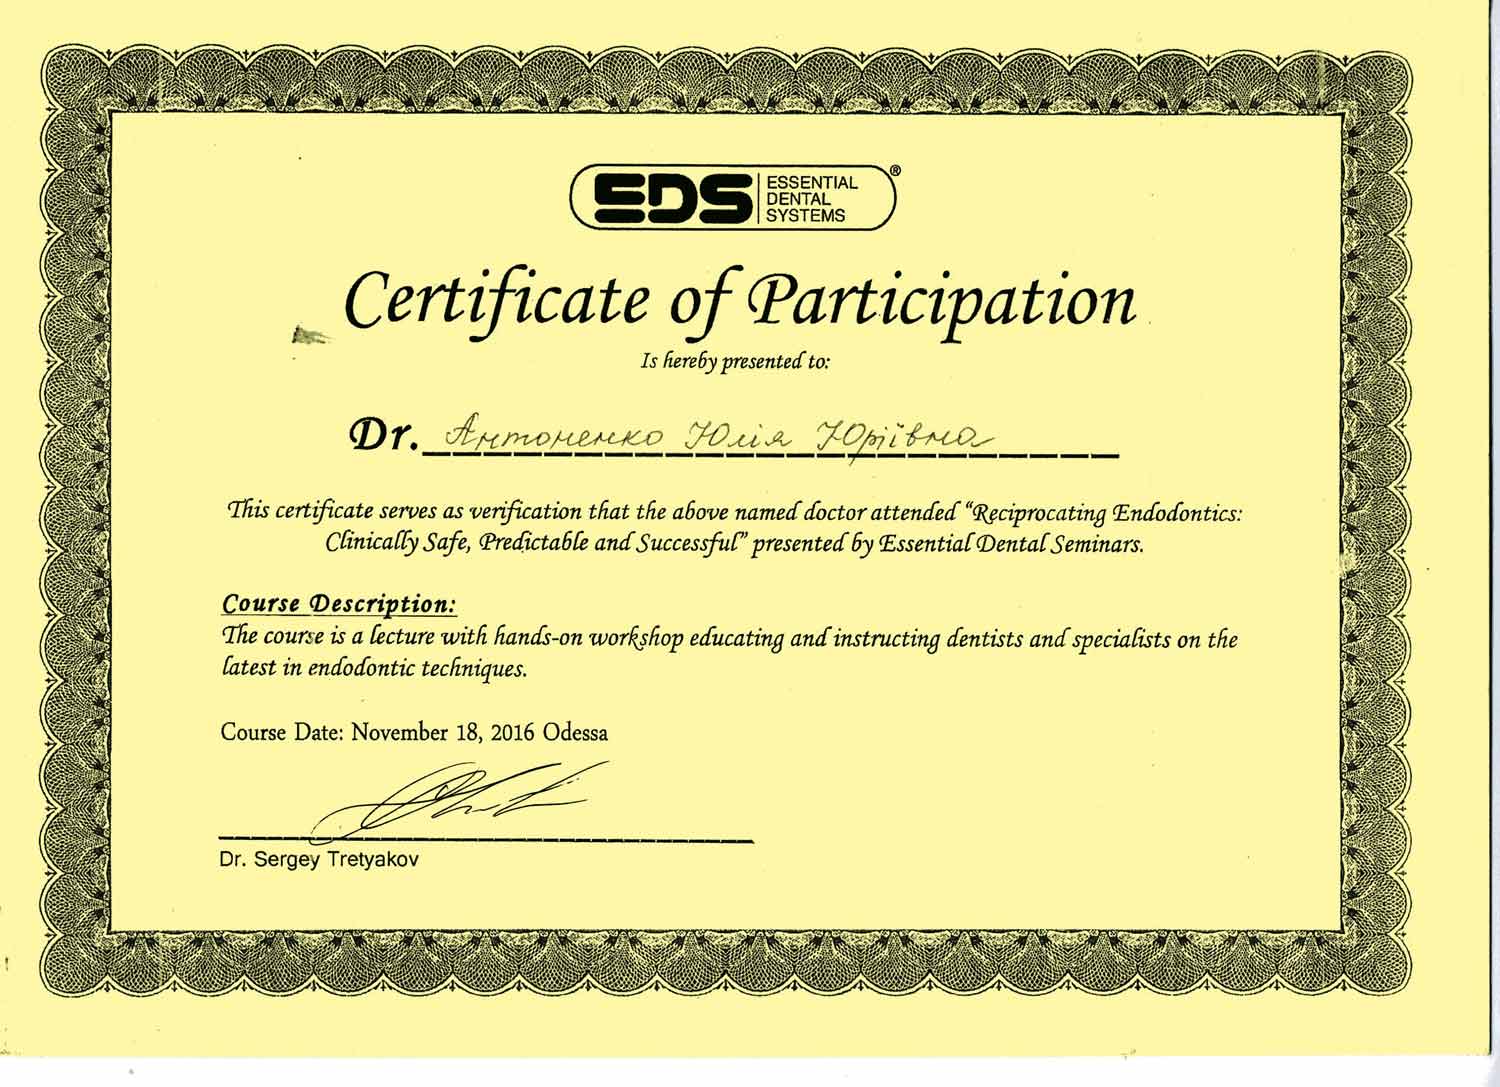 EDS ESSENTIAL DENTAL SYSTEMS ®
Certificate of Participation
Is hereby presented to:
Dr. Антоненко Юлія Юріївна
This certificate serves as verification that the above named doctor attended “Reciprocating Endodontics:
Clinically Safe, Predictable and Successful” presented by Essential Dental Seminars.
Course Description:
The course is a lecture with hands-on workshop educating and instructing dentists and specialists on the
latest in endodontic techniques.
Course Date: November 18, 2016 Odessa
Dr. Sergey Tretyakov